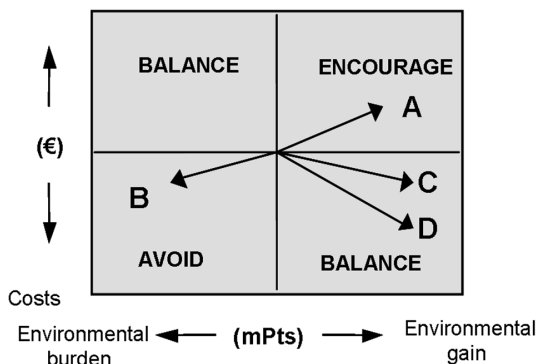 BALANCE
ENCOURAGE
A
(€)
C
B
D
AVOID
BALANCE
Costs
Environmental
burden
(mPts)
Environmental
gain